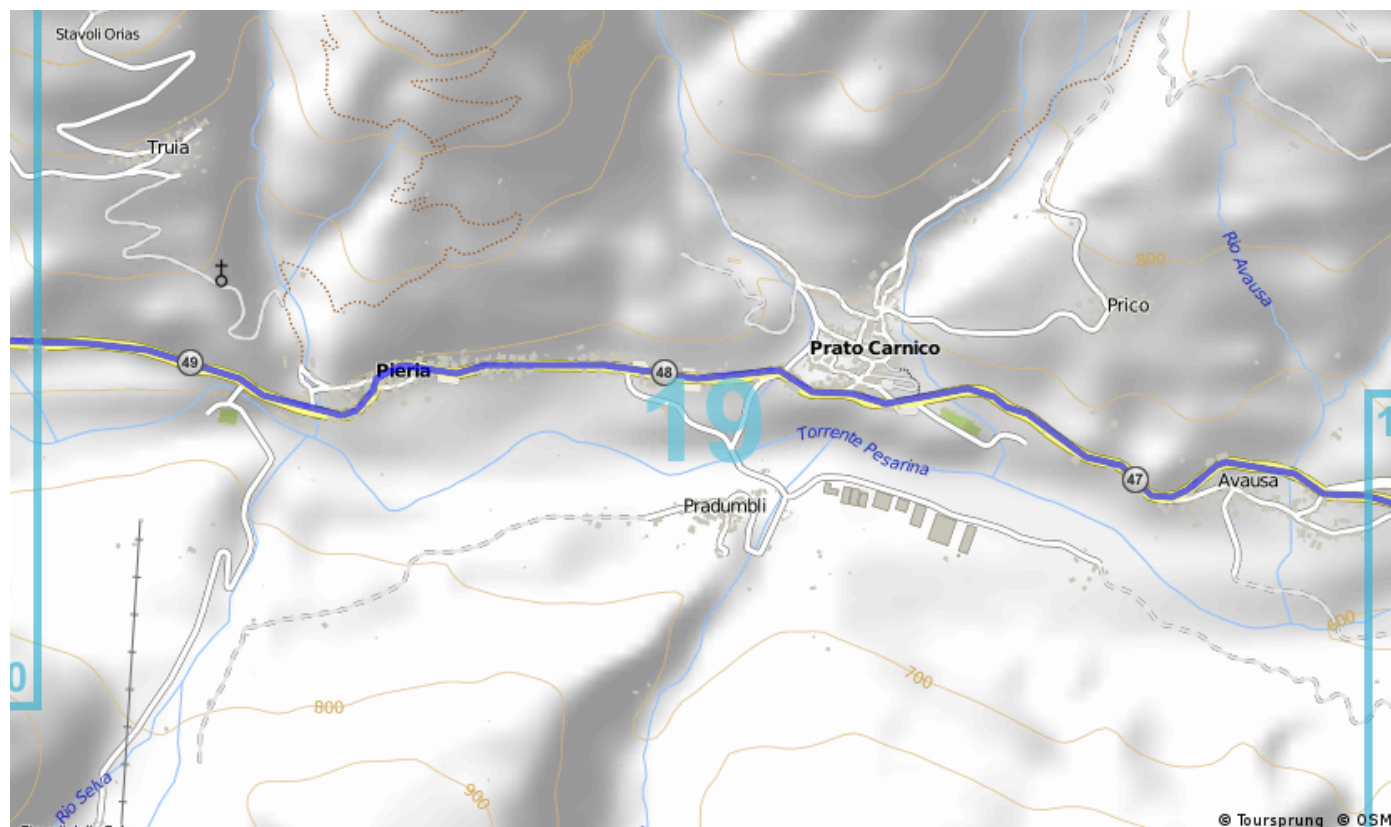 Stavoli Orias
900
Truia
Rio Avausa
800
Prico
Prato Carnico
49
Pieria
48
19
Torrente Pesarina
47
Avausa
Pradumbli
600
0
700
800
900
Rio Selva
© Toursprung © OSM